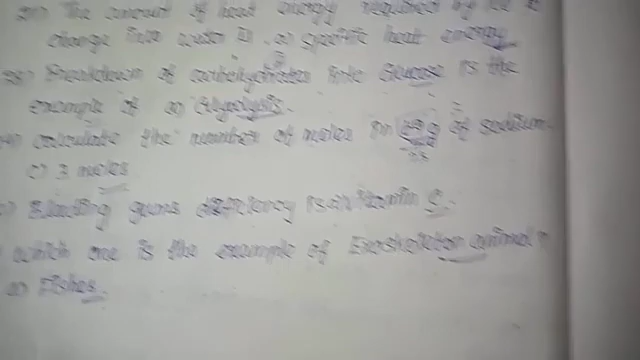 The amount of heat energy required by ice to
change into water is a) specific heat energy
Breakdown of carbohydrates into Glucose is the
example of a) Glycolysis.
calculate the number of moles in g of sodium.
c) 3 moles
Bleeding gums deficiency is vitamin C.
which one is the example of Exoskeleton animal
a) Fishes.